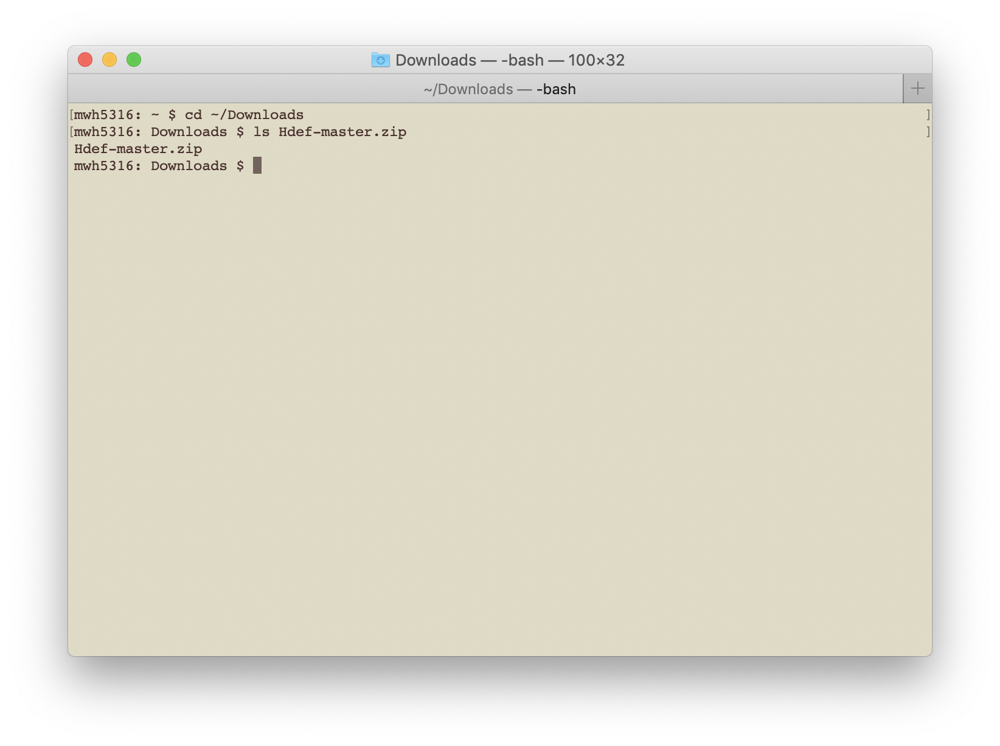 Downloads — -bash — 100×32
~/Downloads — -bash
[mwh5316: ~ $ cd ~/Downloads ]
[mwh5316: Downloads $ ls Hdef-master.zip ]
Hdef-master.zip
mwh5316: Downloads $